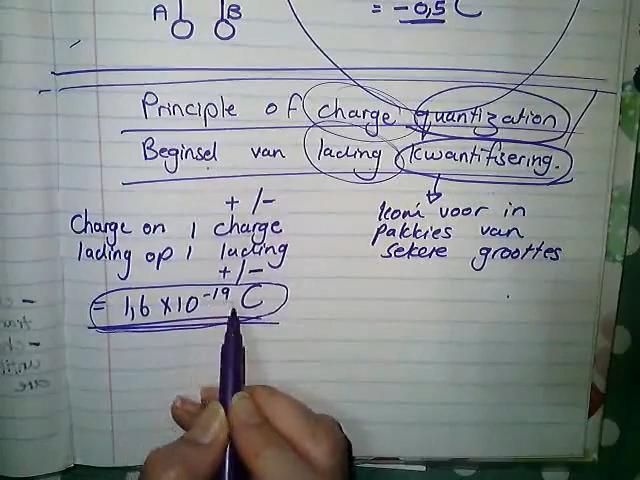 A B
= -0,5 C
Principle of charge quantization
Beginsel van lading kwantifisering.
+ /-
Charge on 1 charge
lading op 1 lading
+/-
= 1,6 x 10⁻¹⁹ C
kom voor in
pakkies van
sekere groottes